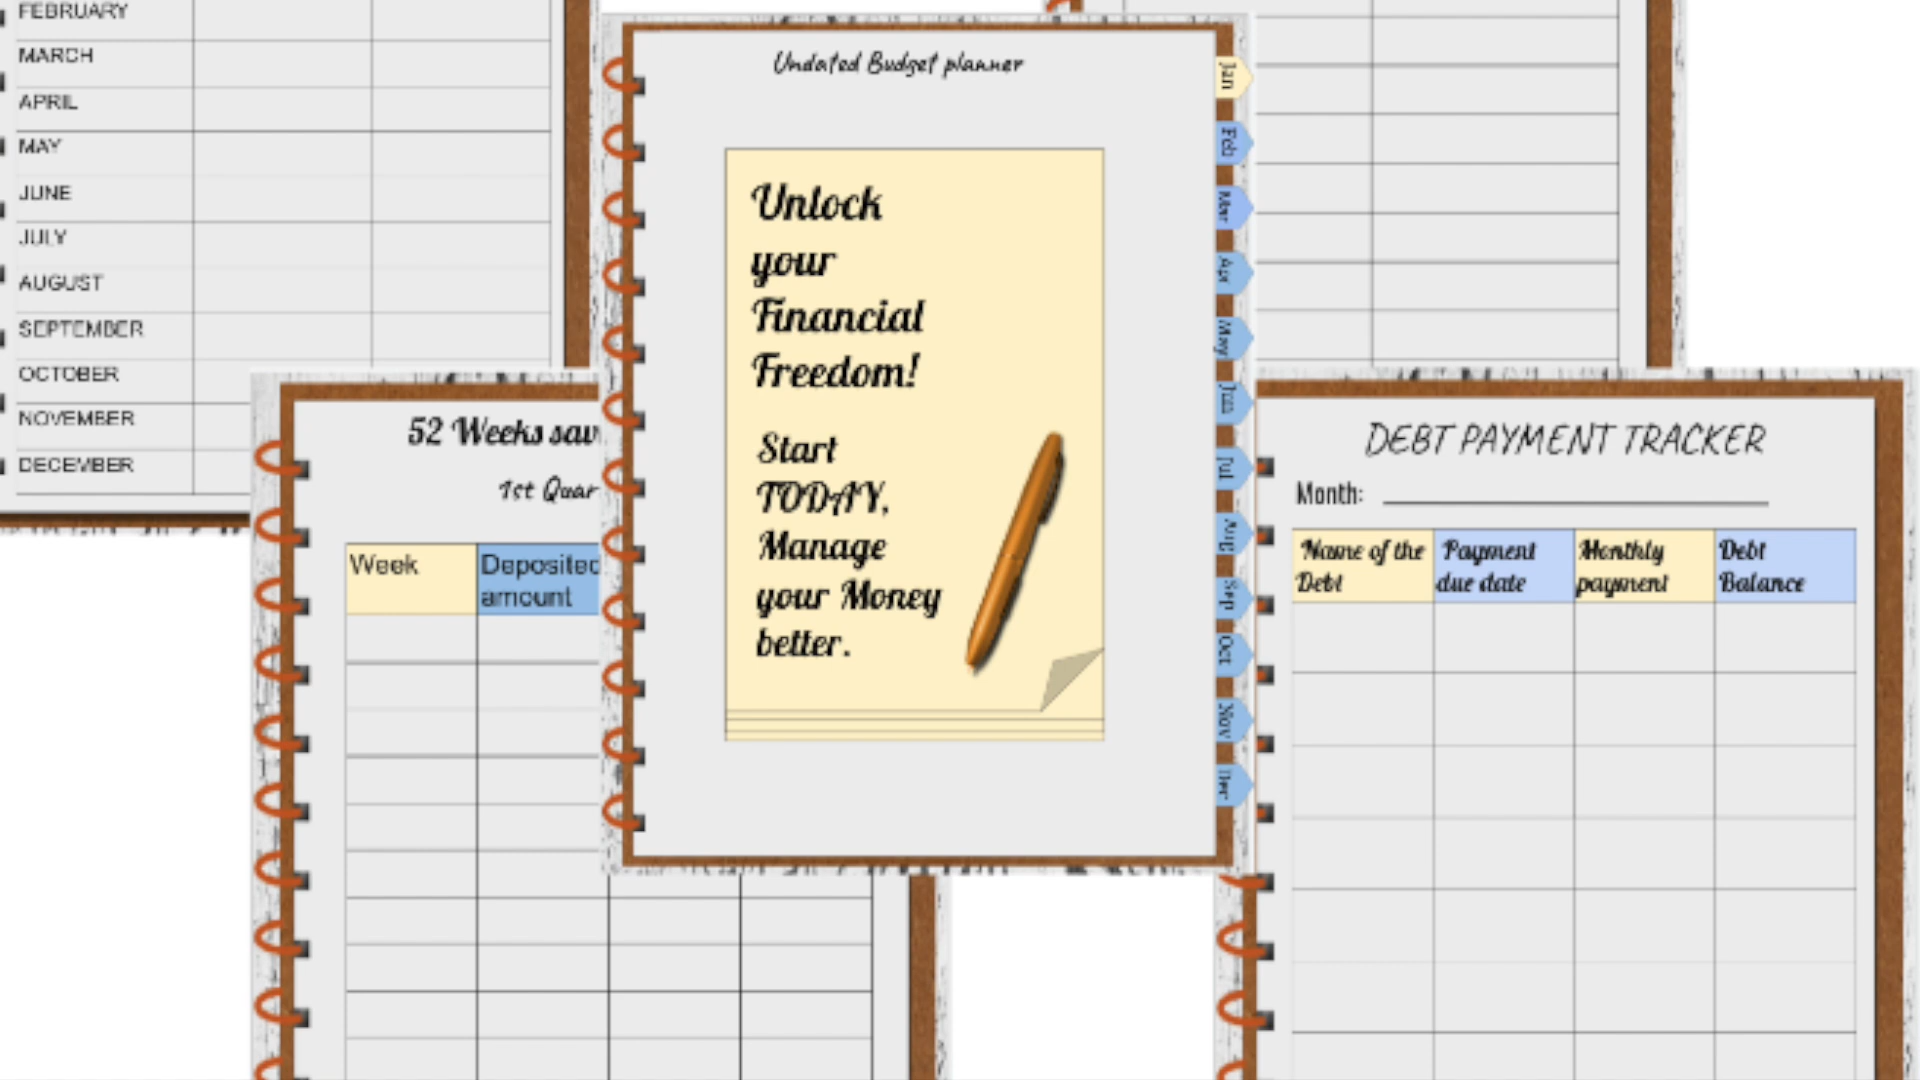 FEBRUARY
MARCH
APRIL
MAY
JUNE
JULY
AUGUST
SEPTEMBER
OCTOBER
NOVEMBER
DECEMBER
52 Weeks sav
1st Quar
Week
Deposited
amount
Undated Budget planner
Unlock
your
Financial
Freedom!
Start
TODAY,
Manage
your Money
better.
Jan
Feb
Mar
Apr
May
Jun
Jul
Aug
Sep
Oct
Nov
Dec
DEBT PAYMENT TRACKER
Month:
Name of the
Debt
Payment
due date
Monthly
payment
Debt
Balance